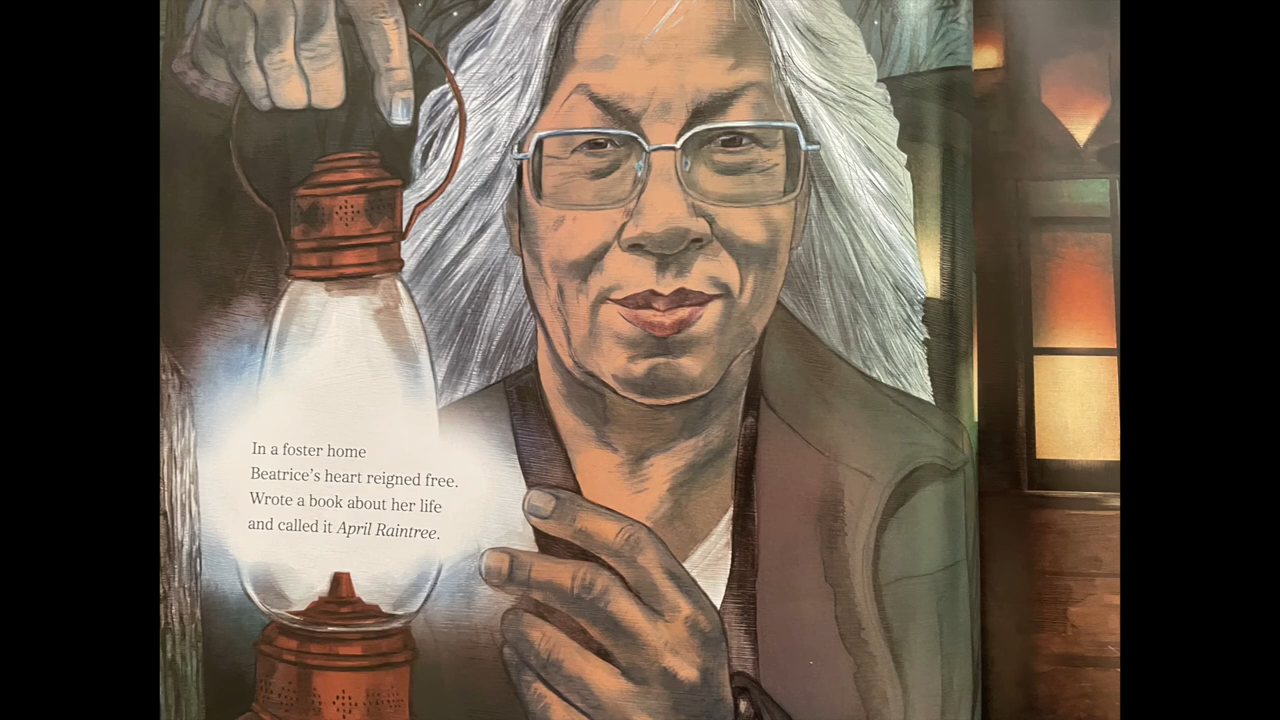 In a foster home
Beatrice's heart reigned free.
Wrote a book about her life
and called it April Raintree.